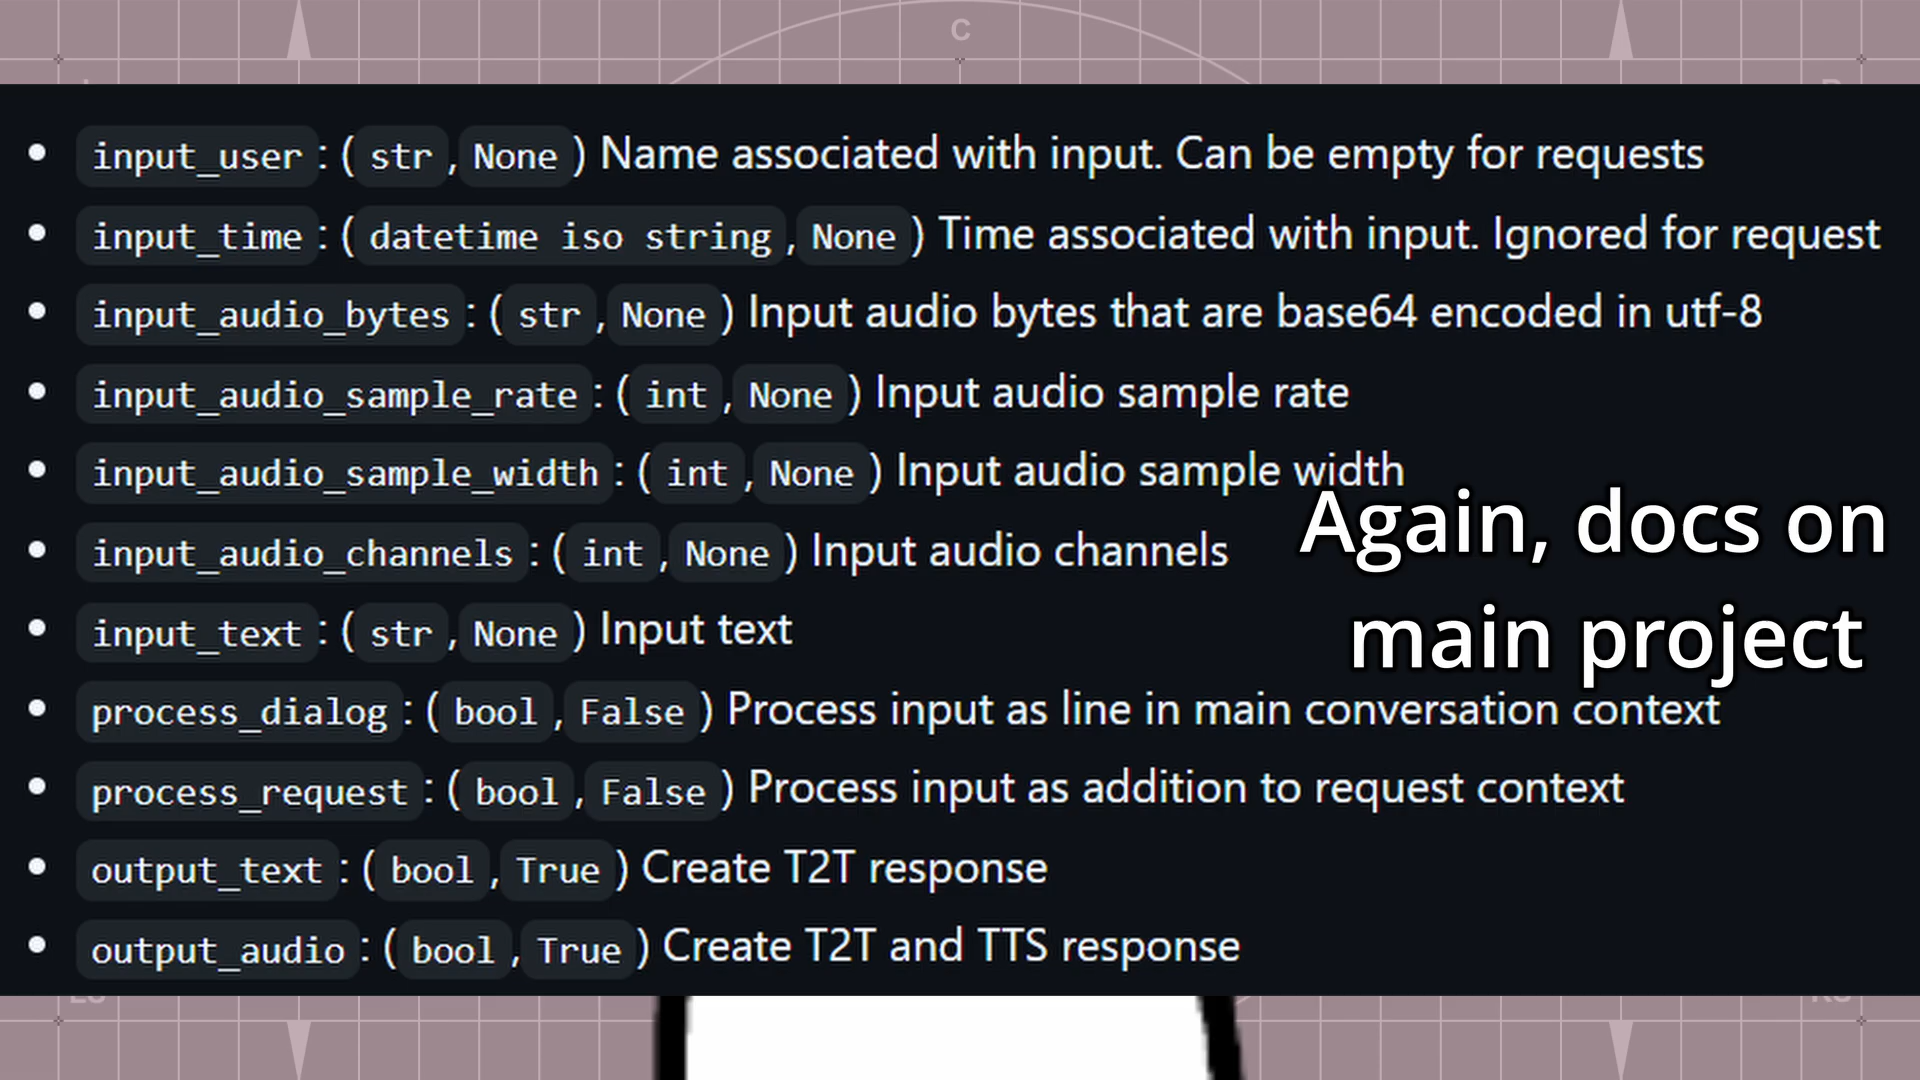 C
input_user: (str, None) Name associated with input. Can be empty for requests
input_time: (datetime iso string, None) Time associated with input. Ignored for request
input_audio_bytes: (str, None) Input audio bytes that are base64 encoded in utf-8
input_audio_sample_rate: (int, None) Input audio sample rate
input_audio_sample_width: (int, None) Input audio sample width
input_audio_channels: (int, None) Input audio channels
Again, docs on
main project
input_text: (str, None) Input text
process_dialog: (bool, False) Process input as line in main conversation context
process_request: (bool, False) Process input as addition to request context
output_text: (bool, True) Create T2T response
output_audio: (bool, True) Create T2T and TTS response